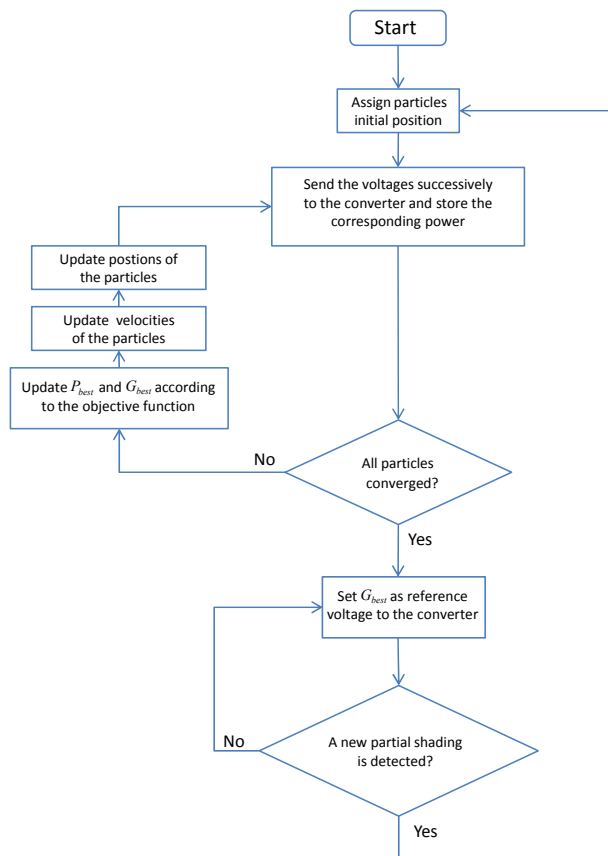 Start
Assign particles
initial position
Send the voltages successively
to the converter and store the
corresponding power
Update postions of
the particles
Update velocities
of the particles
Update P_best and G_best according
to the objective function
No
All particles
converged?
Yes
Set G_best as reference
voltage to the converter
No
A new partial shading
is detected?
Yes